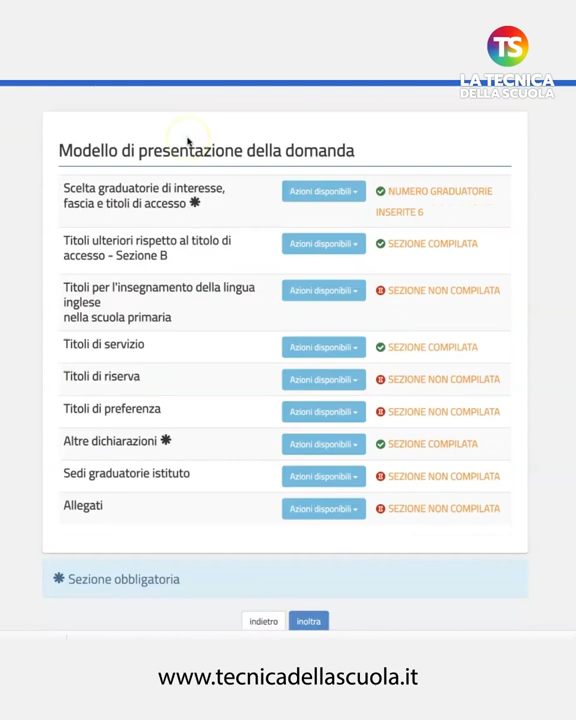 TS
LA TECNICA
DELLA SCUOLA
Modello di presentazione della domanda
Scelta graduatorie di interesse,
fascia e titoli di accesso ✱
Azioni disponibili
NUMERO GRADUATORIE
INSERITE 6
Titoli ulteriori rispetto al titolo di
accesso - Sezione B
Azioni disponibili
SEZIONE COMPILATA
Titoli per l'insegnamento della lingua
inglese
nella scuola primaria
Azioni disponibili
SEZIONE NON COMPILATA
Titoli di servizio
Azioni disponibili
SEZIONE COMPILATA
Titoli di riserva
Azioni disponibili
SEZIONE NON COMPILATA
Titoli di preferenza
Azioni disponibili
SEZIONE NON COMPILATA
Altre dichiarazioni ✱
Azioni disponibili
SEZIONE COMPILATA
Sedi graduatorie istituto
Azioni disponibili
SEZIONE NON COMPILATA
Allegati
Azioni disponibili
SEZIONE NON COMPILATA
✱ Sezione obbligatoria
indietro
inoltra
www.tecnicadellascuola.it